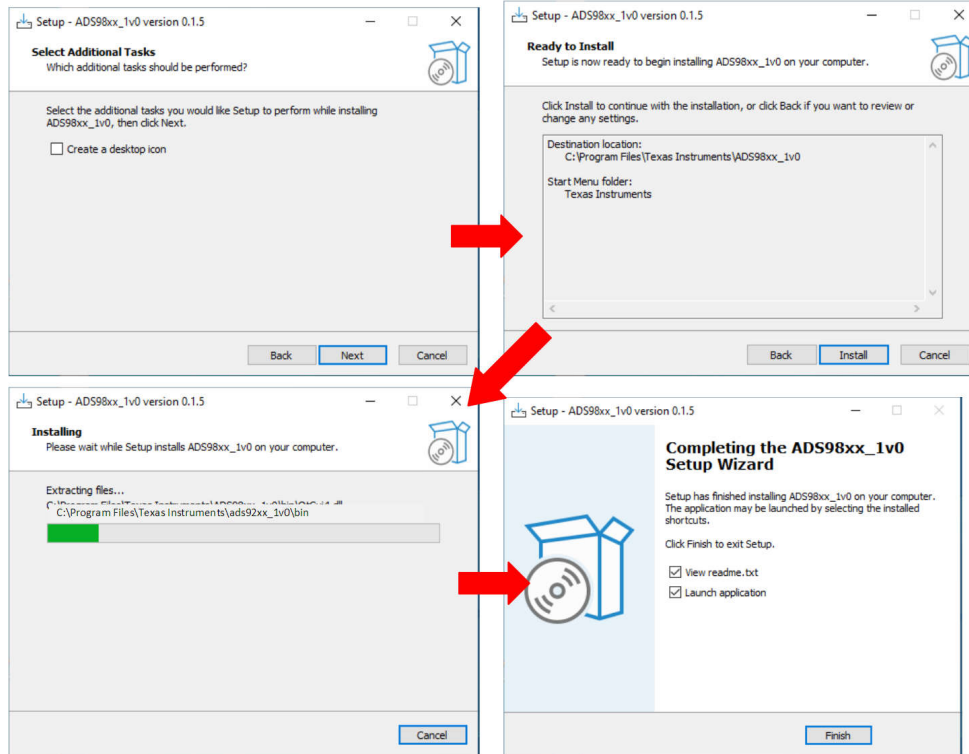 Setup - ADS98xx_1v0 version 0.1.5
Select Additional Tasks
Which additional tasks should be performed?
Select the additional tasks you would like Setup to perform while installing
ADS98xx_1v0, then click Next.
Create a desktop icon
Back Next Cancel
Setup - ADS98xx_1v0 version 0.1.5
Ready to Install
Setup is now ready to begin installing ADS98xx_1v0 on your computer.
Click Install to continue with the installation, or click Back if you want to review or
change any settings.
Destination location:
C:\Program Files\Texas Instruments\ADS98xx_1v0
Start Menu folder:
Texas Instruments
Back Install Cancel
Setup - ADS98xx_1v0 version 0.1.5
Installing
Please wait while Setup installs ADS98xx_1v0 on your computer.
Extracting files...
C:\Program Files\Texas Instruments\ads92xx_1v0\bin
Cancel
Setup - ADS98xx_1v0 version 0.1.5
Completing the ADS98xx_1v0
Setup Wizard
Setup has finished installing ADS98xx_1v0 on your computer.
The application may be launched by selecting the installed
shortcuts.
Click Finish to exit Setup.
View readme.txt
Launch application
Finish